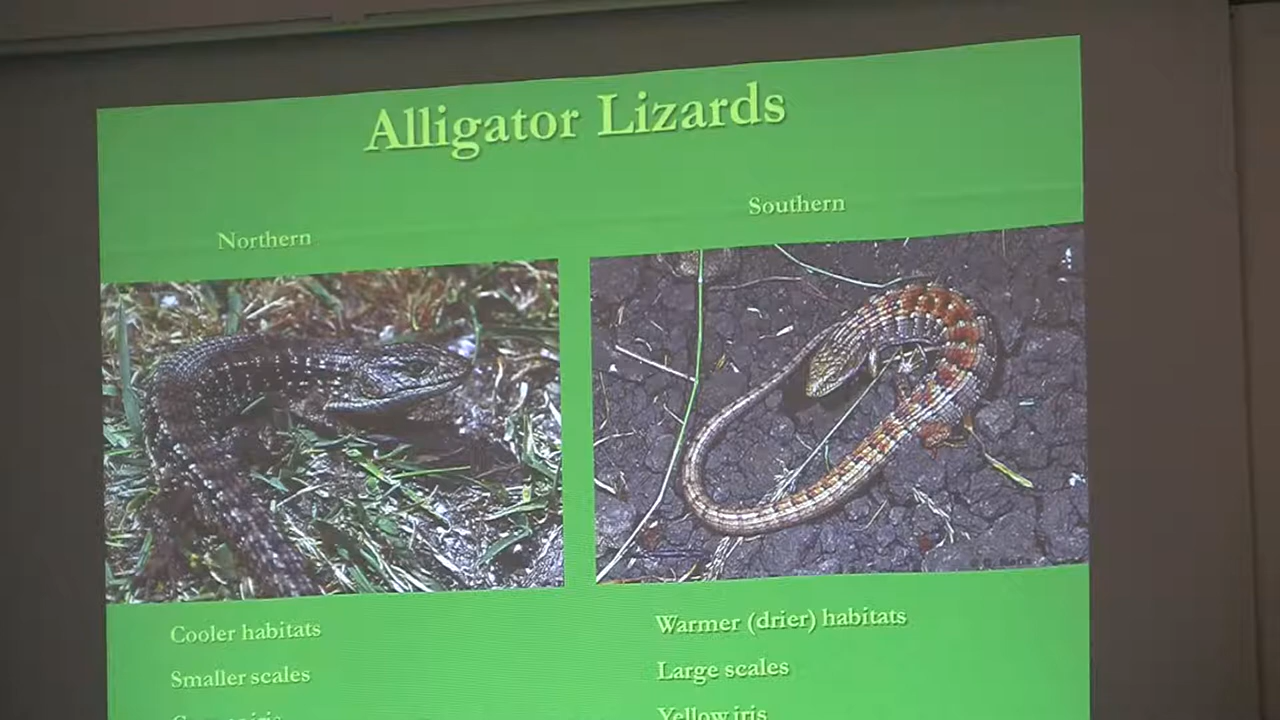 Alligator Lizards
Northern
Southern
Cooler habitats
Smaller scales
Warmer (drier) habitats
Large scales
Yellow iris